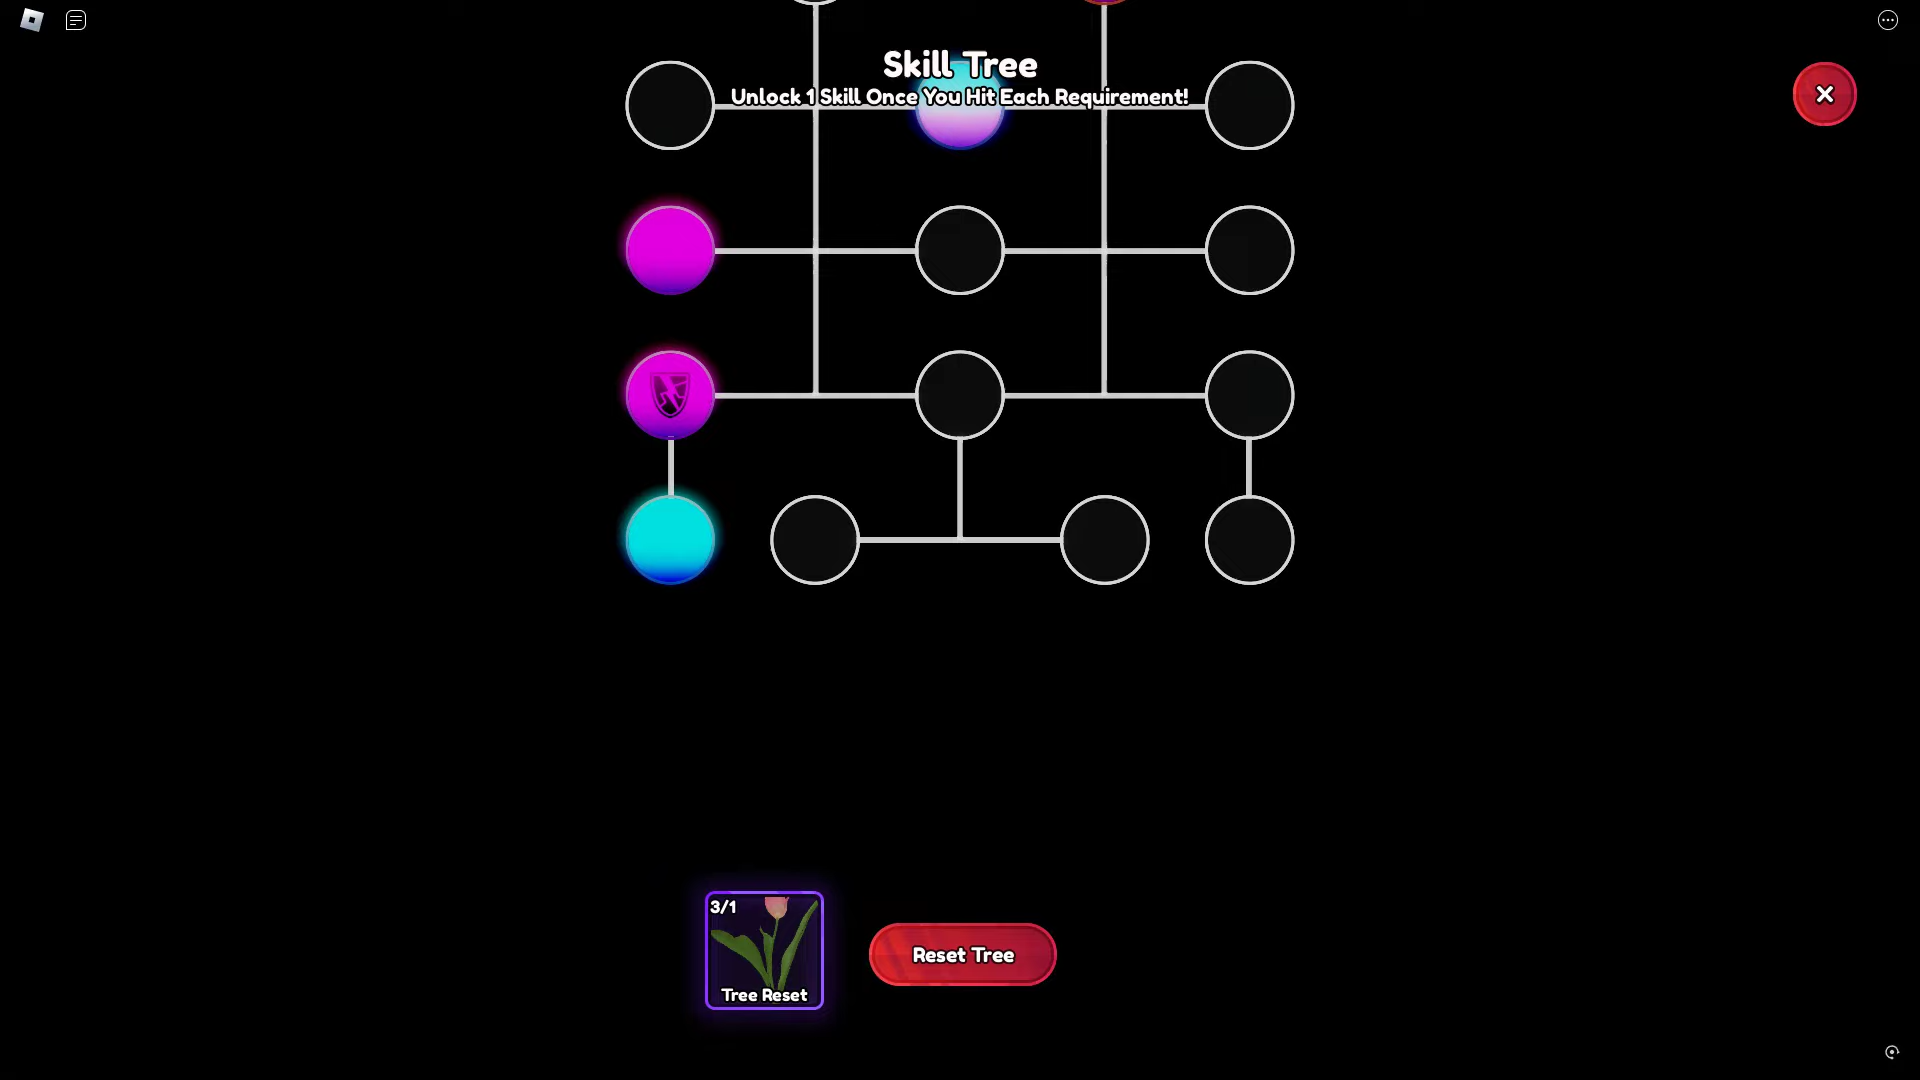 Skill Tree
Unlock 1 Skill Once You Hit Each Requirement!
3/1
Tree Reset
Reset Tree